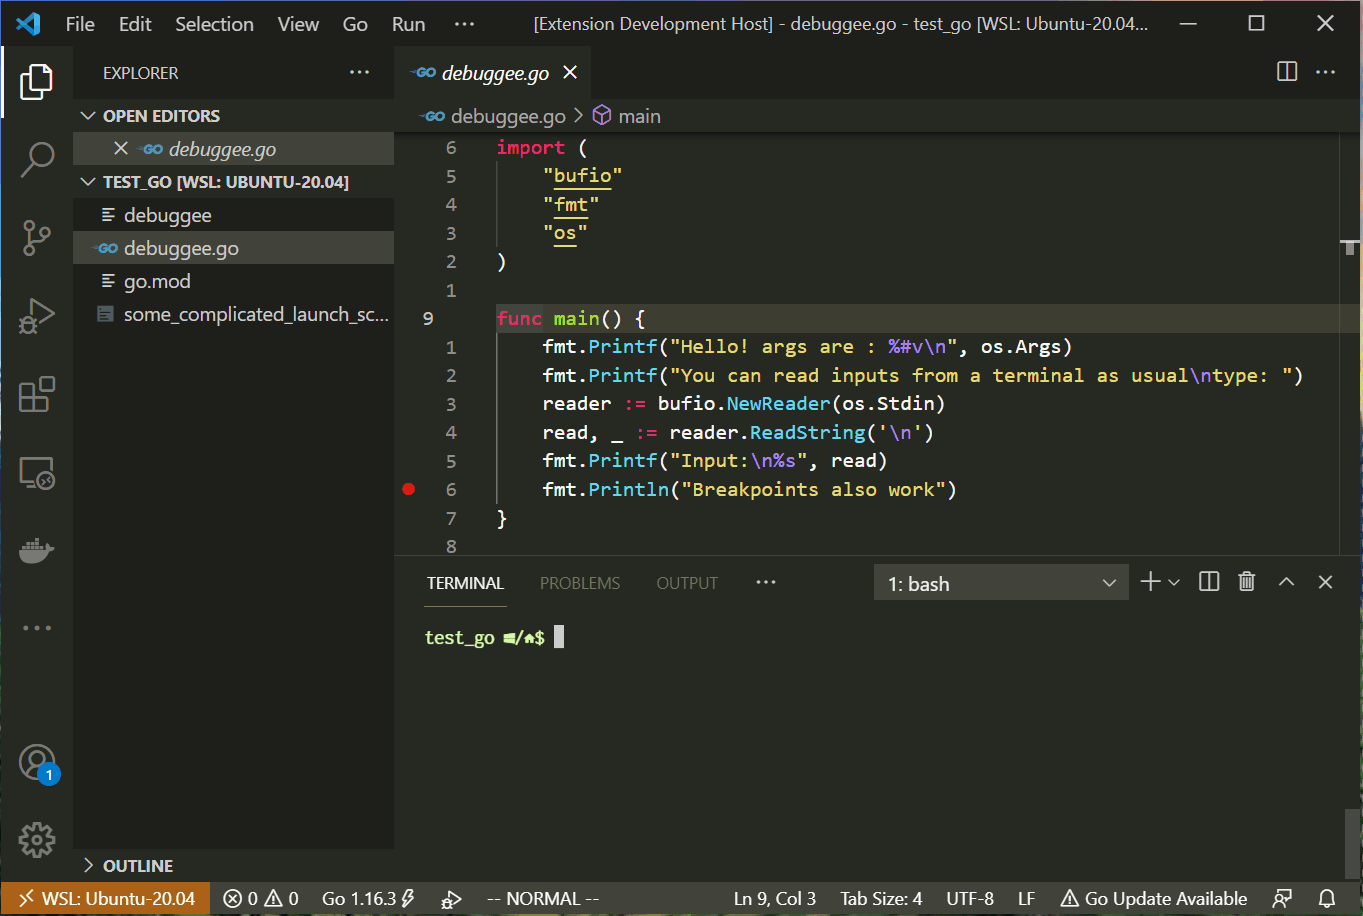 File Edit Selection View Go Run ··· [Extension Development Host] - debuggee.go - test_go [WSL: Ubuntu-20.04...
EXPLORER ···
OPEN EDITORS
GO debuggee.go
TEST_GO [WSL: UBUNTU-20.04]
debuggee
GO debuggee.go
go.mod
some_complicated_launch_sc...
OUTLINE
1
GO debuggee.go
GO debuggee.go > main
6 import (
5 "bufio"
4 "fmt"
3 "os"
2 )
1
9 func main() {
1 fmt.Printf("Hello! args are : %#v\n", os.Args)
2 fmt.Printf("You can read inputs from a terminal as usual\ntype: ")
3 reader := bufio.NewReader(os.Stdin)
4 read, _ := reader.ReadString('\n')
5 fmt.Printf("Input:\n%s", read)
6 fmt.Println("Breakpoints also work")
7 }
8
TERMINAL PROBLEMS OUTPUT ··· 1: bash
test_go /$
WSL: Ubuntu-20.04 0 0 Go 1.16.3 -- NORMAL -- Ln 9, Col 3 Tab Size: 4 UTF-8 LF Go Update Available